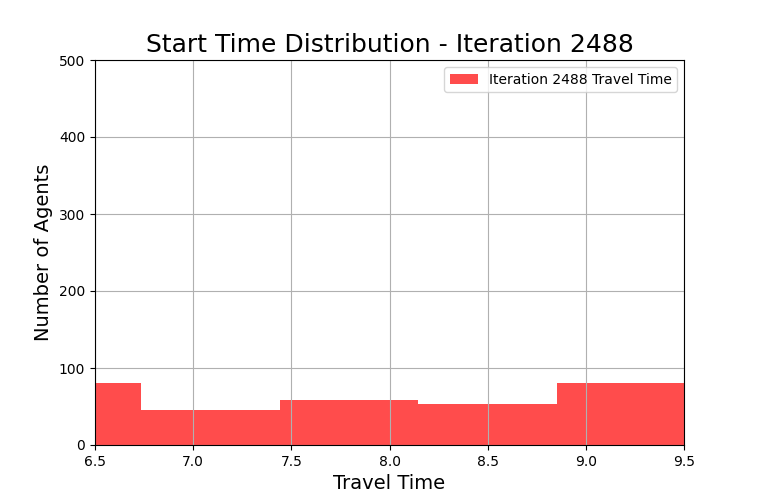 Start Time Distribution - Iteration 2488
Iteration 2488 Travel Time
Number of Agents
500
400
300
200
100
0
6.5 7.0 7.5 8.0 8.5 9.0 9.5
Travel Time